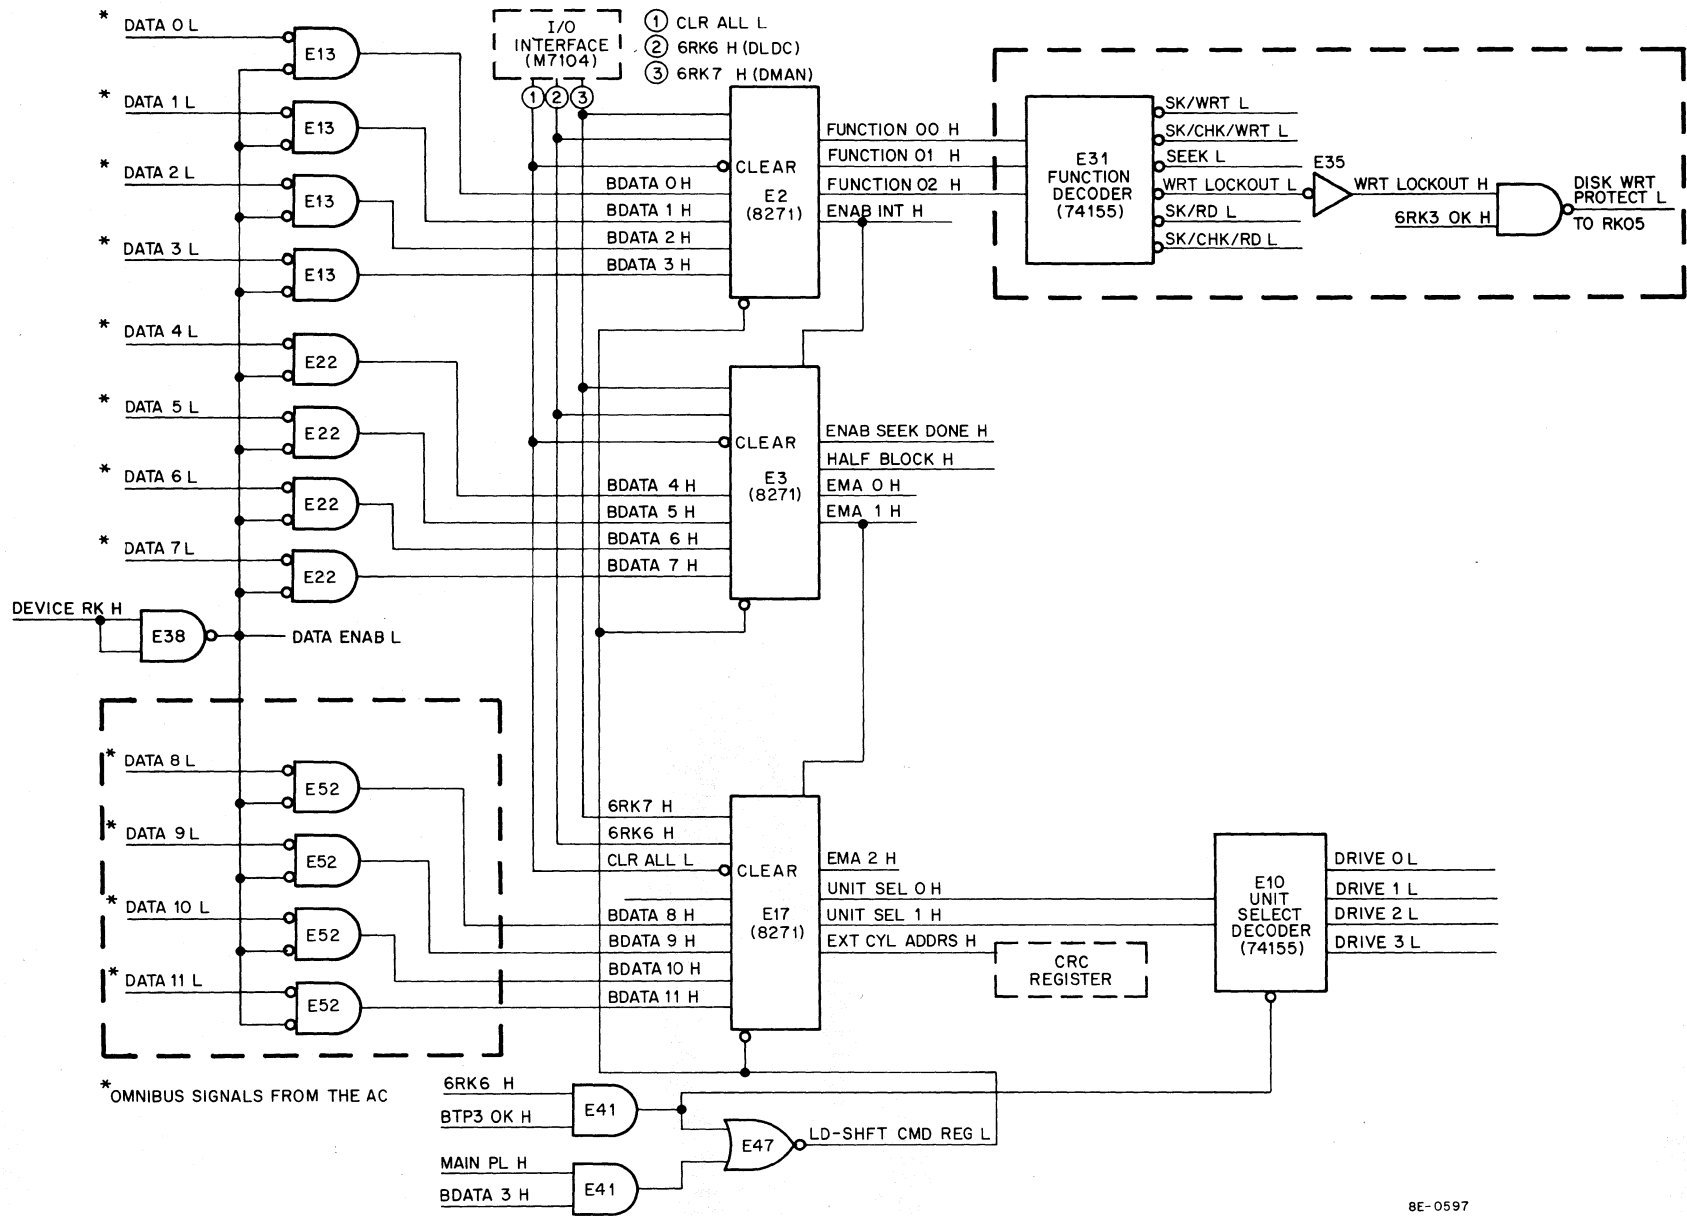 * DATA 0 L
E13
* DATA 1 L
E13
* DATA 2 L
E13
* DATA 3 L
E13
* DATA 4 L
E22
* DATA 5 L
E22
* DATA 6 L
E22
* DATA 7 L
E22
DEVICE RK H
E38
DATA ENAB L
* DATA 8 L
E52
* DATA 9 L
E52
* DATA 10 L
E52
* DATA 11 L
E52
*OMNIBUS SIGNALS FROM THE AC
I/O
INTERFACE
(M7104)
1 CLR ALL L
2 6RK6 H (DLDC)
3 6RK7 H (DMAN)
1 2 3
CLEAR
E2
(8271)
BDATA 0 H
BDATA 1 H
BDATA 2 H
BDATA 3 H
FUNCTION 00 H
FUNCTION 01 H
FUNCTION 02 H
ENAB INT H
E31
FUNCTION
DECODER
(74155)
SK/WRT L
SK/CHK/WRT L
SEEK L
WRT LOCKOUT L
SK/RD L
SK/CHK/RD L
E35
WRT LOCKOUT H
6RK3 OK H
DISK WRT
PROTECT L
TO RK05
CLEAR
E3
(8271)
BDATA 4 H
BDATA 5 H
BDATA 6 H
BDATA 7 H
ENAB SEEK DONE H
HALF BLOCK H
EMA 0 H
EMA 1 H
6RK7 H
6RK6 H
CLR ALL L
CLEAR
E17
(8271)
BDATA 8 H
BDATA 9 H
BDATA 10 H
BDATA 11 H
EMA 2 H
UNIT SEL 0 H
UNIT SEL 1 H
EXT CYL ADDRS H
CRC
REGISTER
E10
UNIT
SELECT
DECODER
(74155)
DRIVE 0 L
DRIVE 1 L
DRIVE 2 L
DRIVE 3 L
6RK6 H
BTP3 OK H
E41
MAIN PL H
BDATA 3 H
E41
E47
LD-SHFT CMD REG L
8E-0597